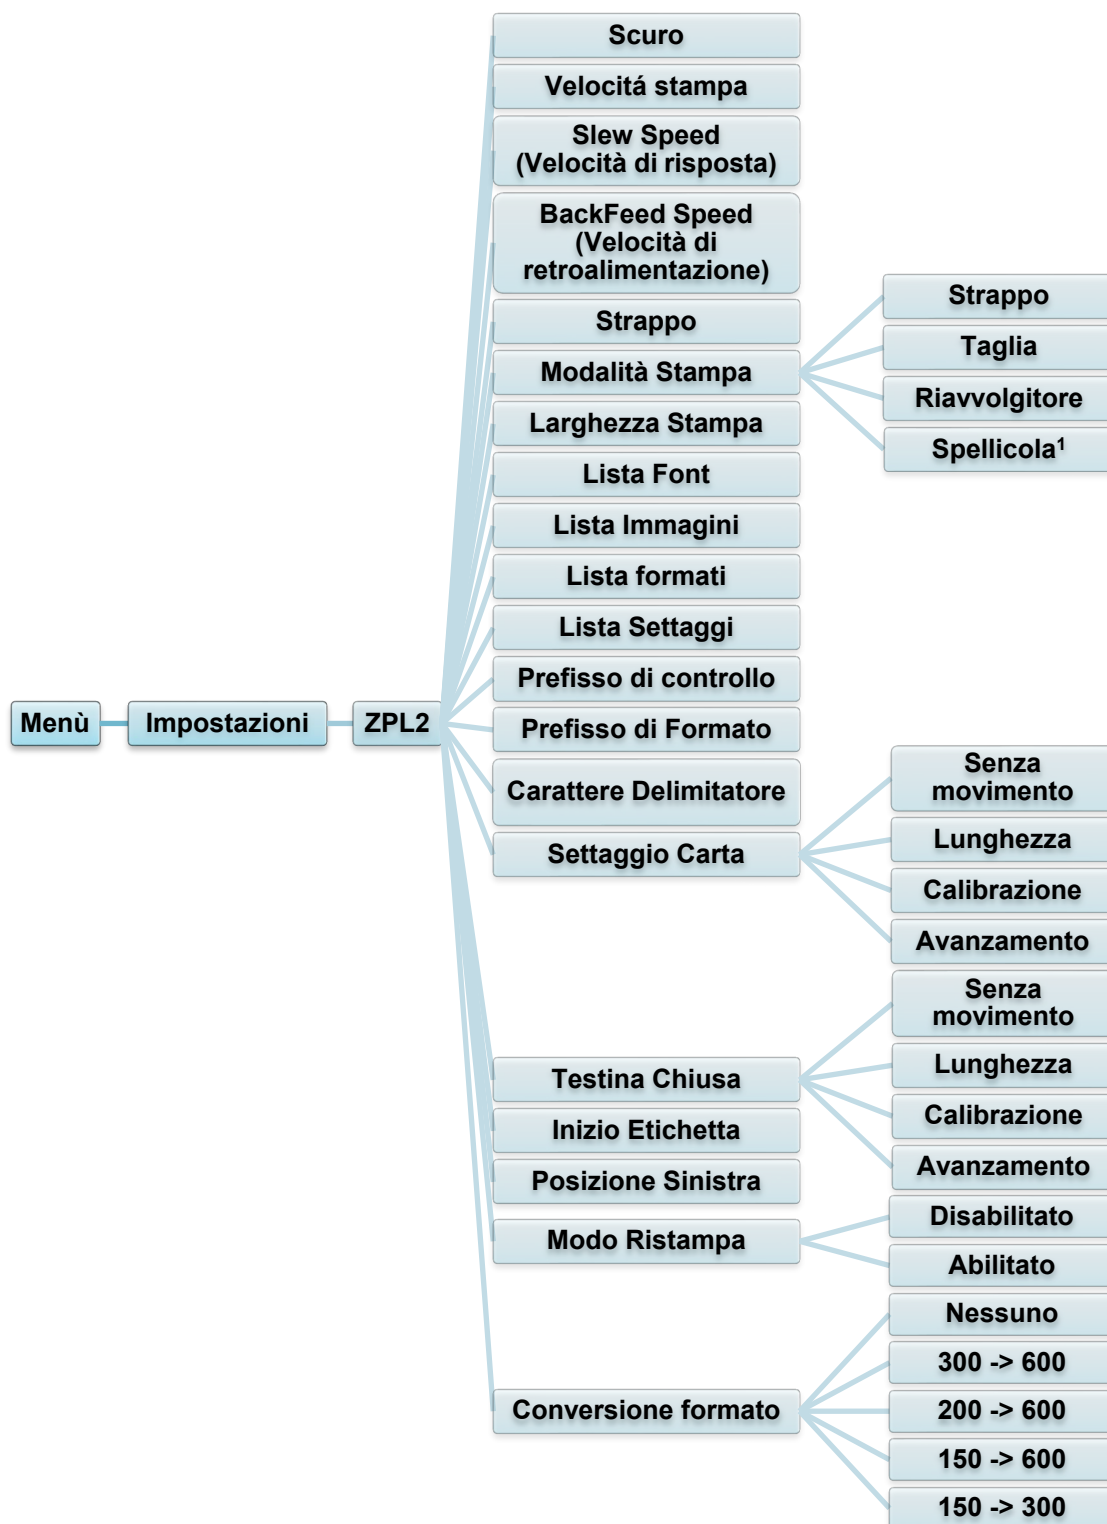 Scuro
Velocitá stampa
Slew Speed
(Velocità di risposta)
BackFeed Speed
(Velocità di
retroalimentazione)
Strappo
Modalità Stampa
Strappo
Taglia
Riavvolgitore
Spellicola¹
Larghezza Stampa
Lista Font
Lista Immagini
Lista formati
Lista Settaggi
Prefisso di controllo
Menù
Impostazioni
ZPL2
Prefisso di Formato
Carattere Delimitatore
Settaggio Carta
Senza
movimento
Lunghezza
Calibrazione
Avanzamento
Testina Chiusa
Senza
movimento
Lunghezza
Calibrazione
Avanzamento
Inizio Etichetta
Posizione Sinistra
Modo Ristampa
Disabilitato
Abilitato
Conversione formato
Nessuno
300 -> 600
200 -> 600
150 -> 600
150 -> 300